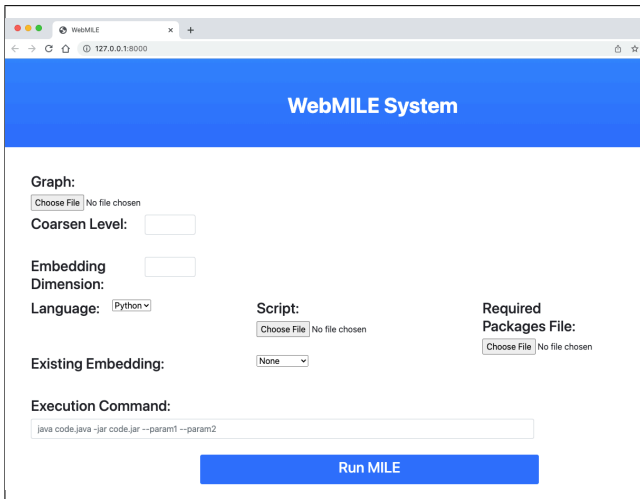 WebMILE
127.0.0.1:8000
WebMILE System
Graph:
Choose File No file chosen
Coarsen Level:
Embedding
Dimension:
Language: Python
Script:
Choose File No file chosen
Required
Packages File:
Choose File No file chosen
Existing Embedding: None
Execution Command:
java code.java -jar code.jar --param1 --param2
Run MILE